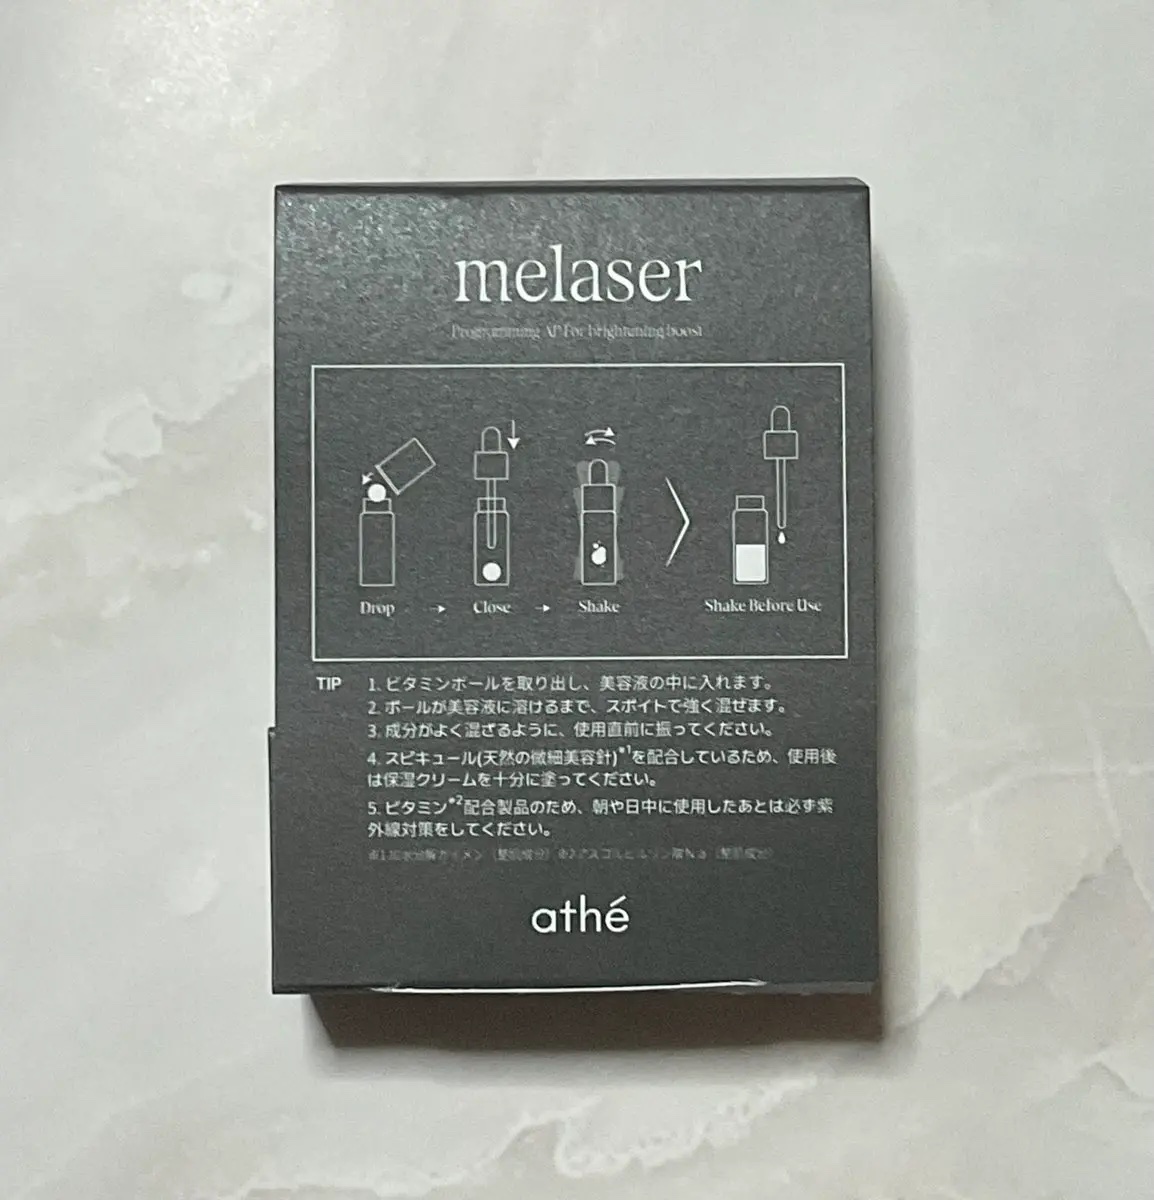 melaser
Programming AP For brightening boost
Drop → Close → Shake
Shake Before Use
TIP
1. ビタミンボールを取り出し、美容液の中に入れます。
2. ボールが美容液に溶けるまで、スポイトで強く混ぜます。
3. 成分がよく混ざるように、使用直前に振ってください。
4. スピキュール(天然の微細美容針)*1を配合しているため、使用後
は保湿クリームを十分に塗ってください。
5. ビタミン*2配合製品のため、朝や日中に使用したあとは必ず紫
外線対策をしてください。
athé